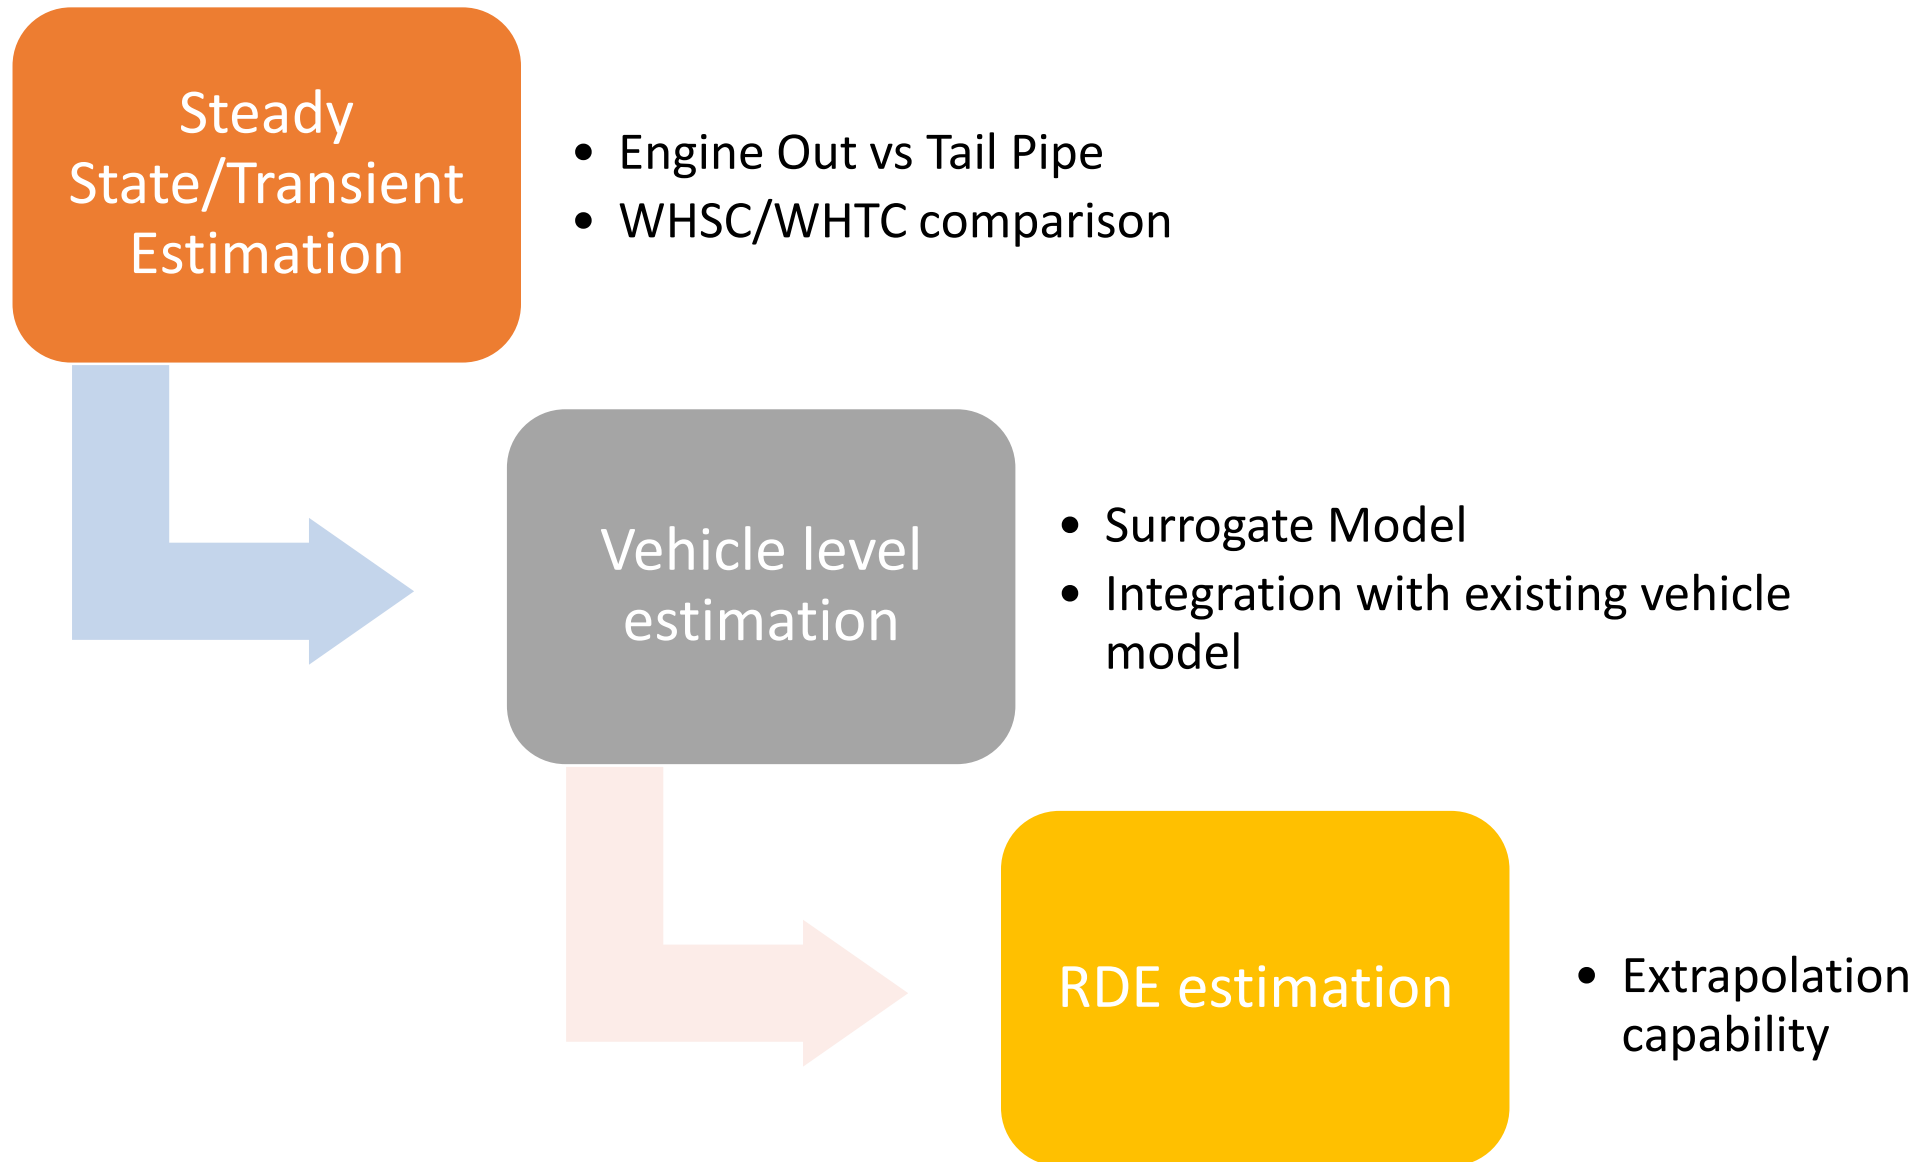 Steady
State/Transient
Estimation
• Engine Out vs Tail Pipe
• WHSC/WHTC comparison
Vehicle level
estimation
• Surrogate Model
• Integration with existing vehicle
model
RDE estimation
• Extrapolation
capability